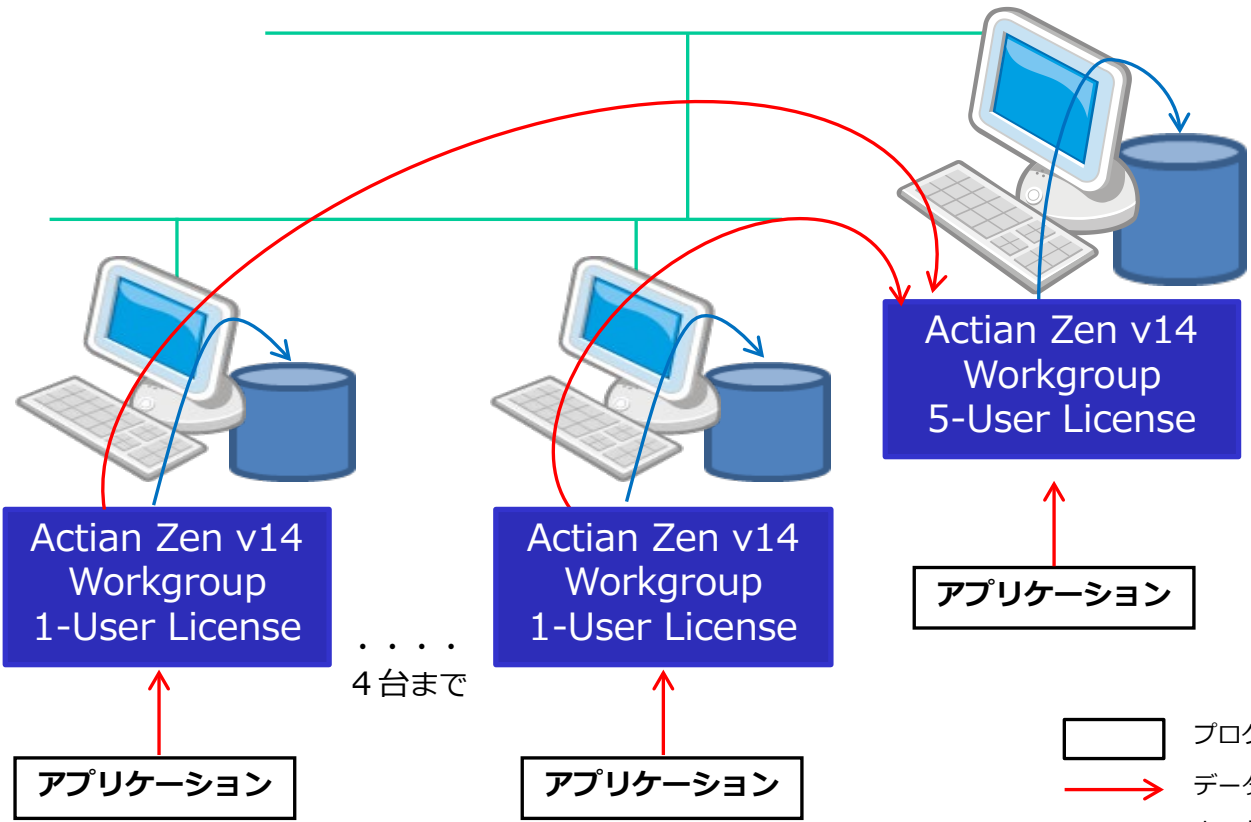 Actian Zen v14
Workgroup
5-User License
アプリケーション
Actian Zen v14
Workgroup
1-User License
・・・・
４台まで
Actian Zen v14
Workgroup
1-User License
アプリケーション
アプリケーション